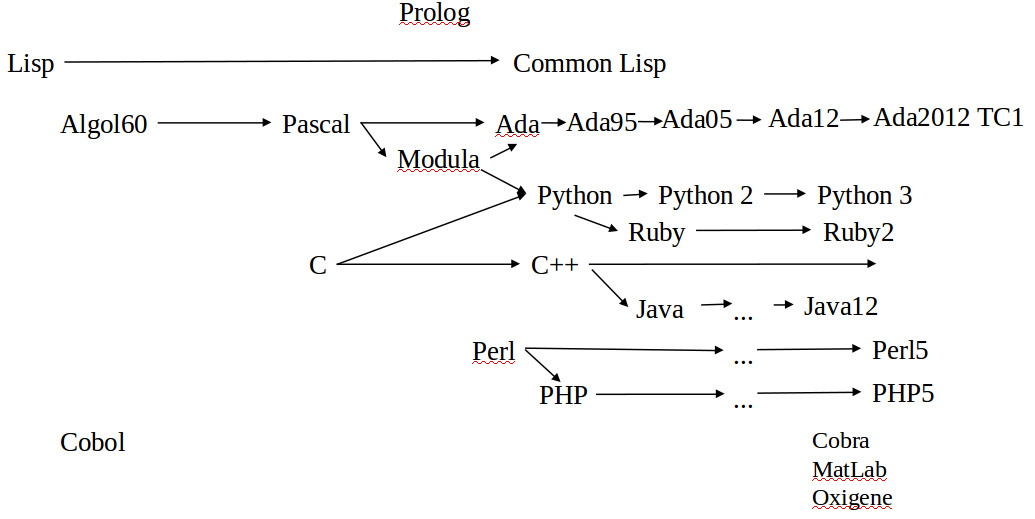 Prolog
Lisp Common Lisp
Algol60 Pascal Ada Ada95 Ada05 Ada12 Ada2012 TC1
Modula
Python Python 2 Python 3
Ruby Ruby2
C C++
Java ... Java12
Perl ... Perl5
PHP ... PHP5
Cobol Cobra
MatLab
Oxigene